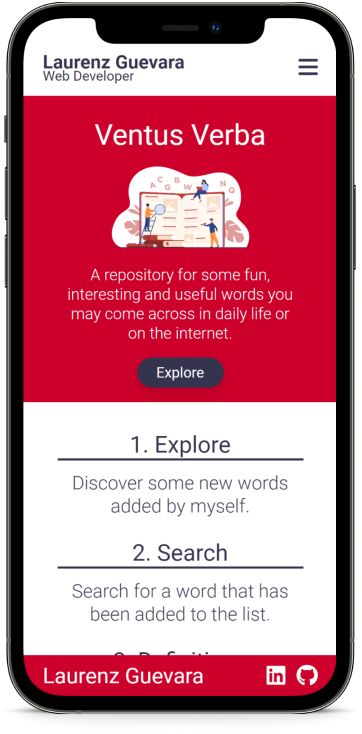 Laurenz Guevara
Web Developer
Ventus Verba
A C B W N Q
G
A repository for some fun,
interesting and useful words you
may come across in daily life or
on the internet.
Explore
1. Explore
Discover some new words
added by myself.
2. Search
Search for a word that has
been added to the list.
Laurenz Guevara
in